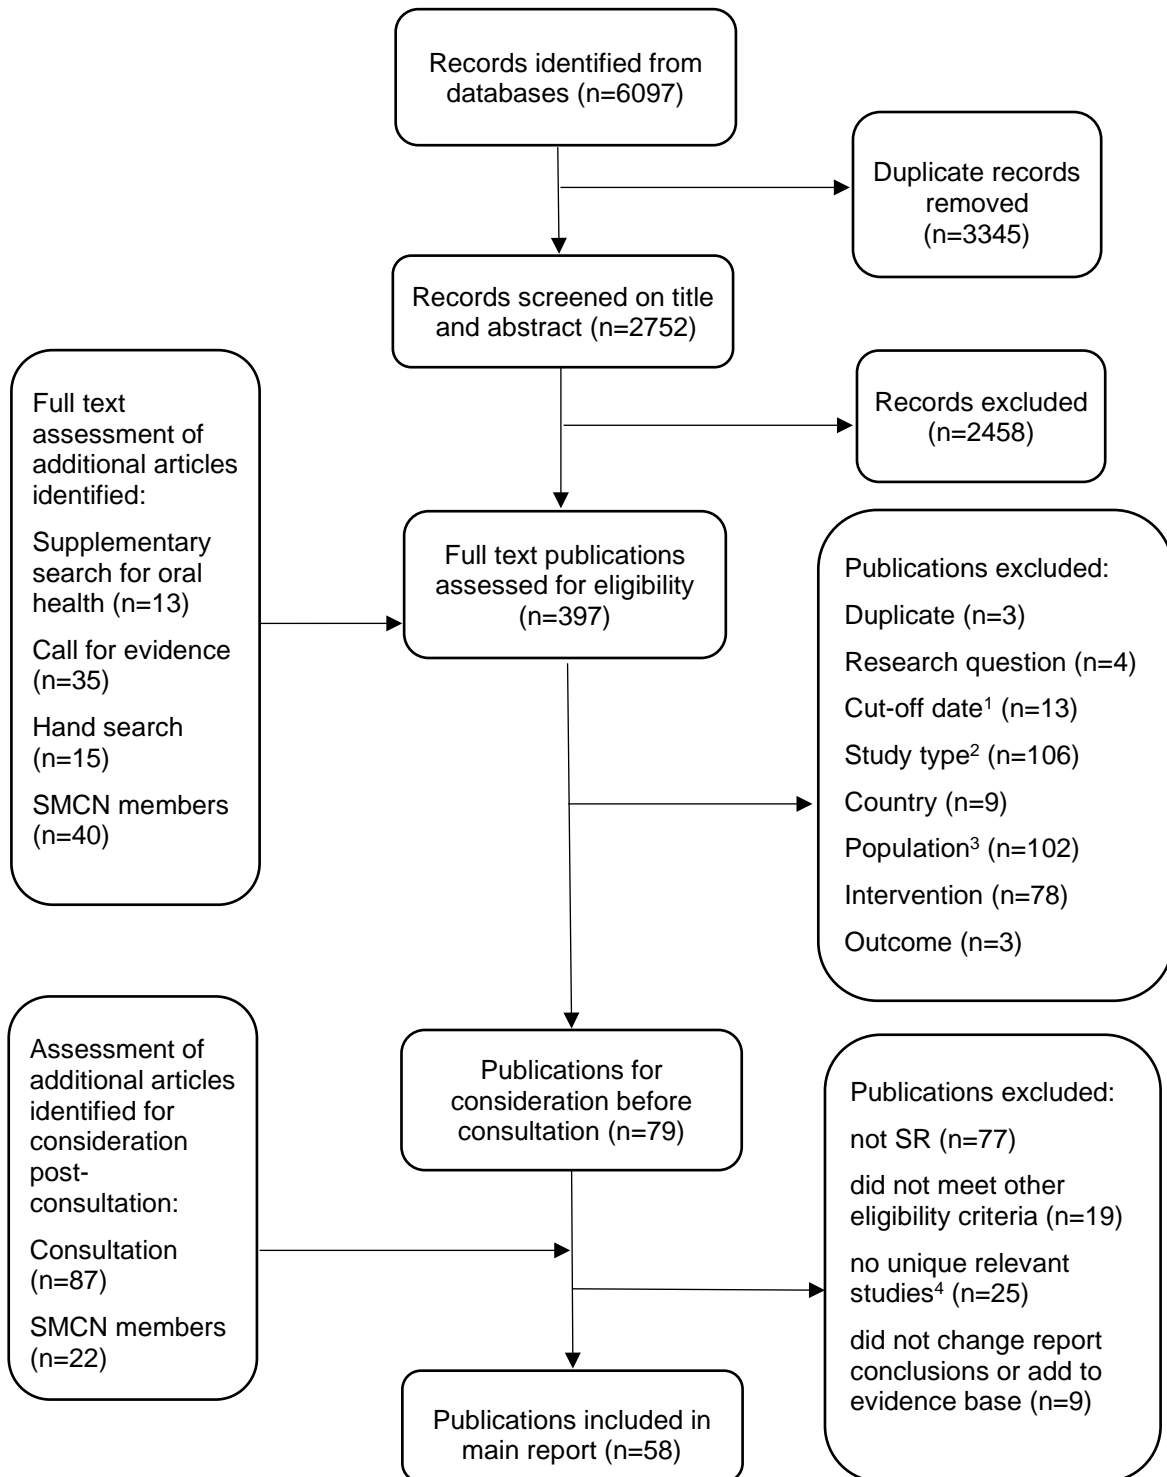 Records identified from
databases (n=6097)
Duplicate records
removed
(n=3345)
Records screened on title
and abstract (n=2752)
Records excluded
(n=2458)
Full text
assessment of
additional articles
identified:
Supplementary
search for oral
health (n=13)
Call for evidence
(n=35)
Hand search
(n=15)
SMCN members
(n=40)
Full text publications
assessed for eligibility
(n=397)
Publications excluded:
Duplicate (n=3)
Research question (n=4)
Cut-off date¹ (n=13)
Study type² (n=106)
Country (n=9)
Population³ (n=102)
Intervention (n=78)
Outcome (n=3)
Publications for
consideration before
consultation (n=79)
Assessment of
additional articles
identified for
consideration
post-
consultation:
Consultation
(n=87)
SMCN members
(n=22)
Publications excluded:
not SR (n=77)
did not meet other
eligibility criteria (n=19)
no unique relevant
studies⁴ (n=25)
did not change report
conclusions or add to
evidence base (n=9)
Publications included in
main report (n=58)